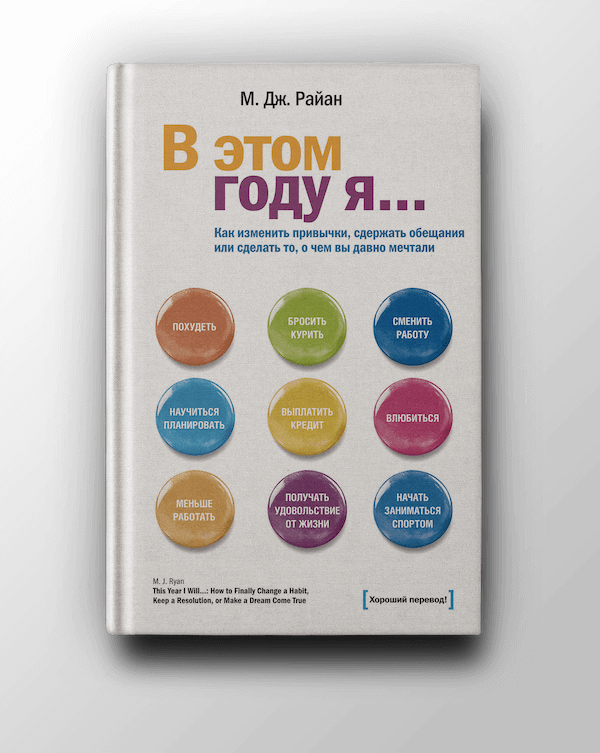 М. Дж. Райан
В этом
году я...
Как изменить привычки, сдержать обещания
или сделать то, о чем вы давно мечтали
ПОХУДЕТЬ
БРОСИТЬ
КУРИТЬ
СМЕНИТЬ
РАБОТУ
НАУЧИТЬСЯ
ПЛАНИРОВАТЬ
ВЫПЛАТИТЬ
КРЕДИТ
ВЛЮБИТЬСЯ
МЕНЬШЕ
РАБОТАТЬ
ПОЛУЧАТЬ
УДОВОЛЬСТВИЕ
ОТ ЖИЗНИ
НАЧАТЬ
ЗАНИМАТЬСЯ
СПОРТОМ
M. J. Ryan
This Year I Will...: How to Finally Change a Habit,
Keep a Resolution, or Make a Dream Come True
[Хороший перевод!]